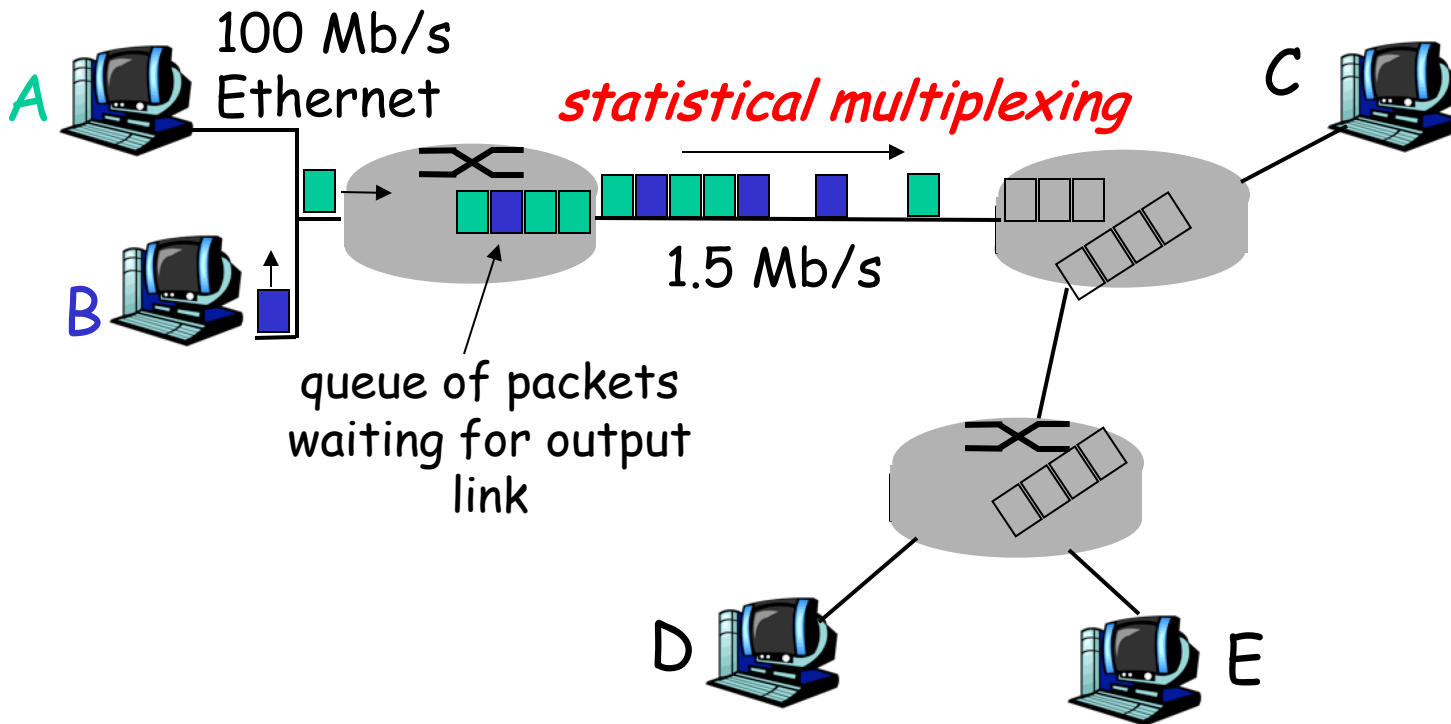 100 Mb/s
Ethernet
A
statistical multiplexing
C
B
1.5 Mb/s
queue of packets
waiting for output
link
D
E